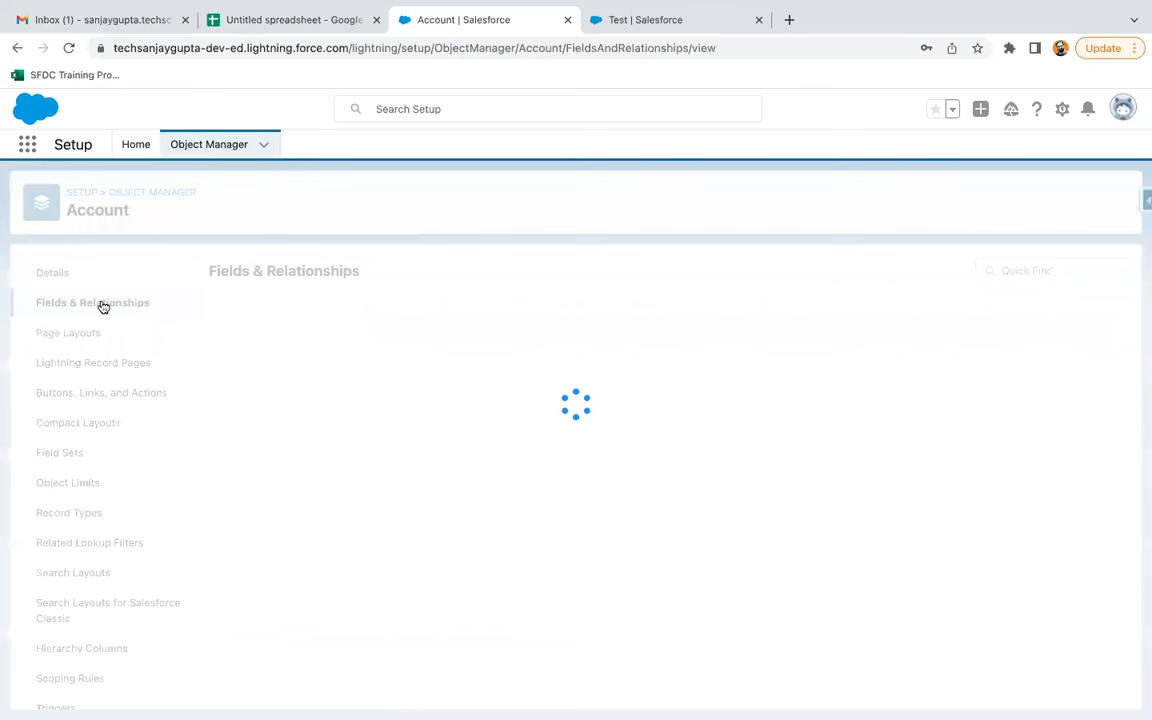 Inbox (1) - sanjaygupta.techsc
Untitled spreadsheet - Google
Account | Salesforce
Test | Salesforce
techsanjaygupta-dev-ed.lightning.force.com/lightning/setup/ObjectManager/Account/FieldsAndRelationships/view
Update
SFDC Training Pro...
Search Setup
Setup
Home
Object Manager
SETUP > OBJECT MANAGER
Account
Details
Fields & Relationships
Quick Find
Fields & Relationships
Page Layouts
Lightning Record Pages
Buttons, Links, and Actions
Compact Layouts
Field Sets
Object Limits
Record Types
Related Lookup Filters
Search Layouts
Search Layouts for Salesforce
Classic
Hierarchy Columns
Scoping Rules
Triggers